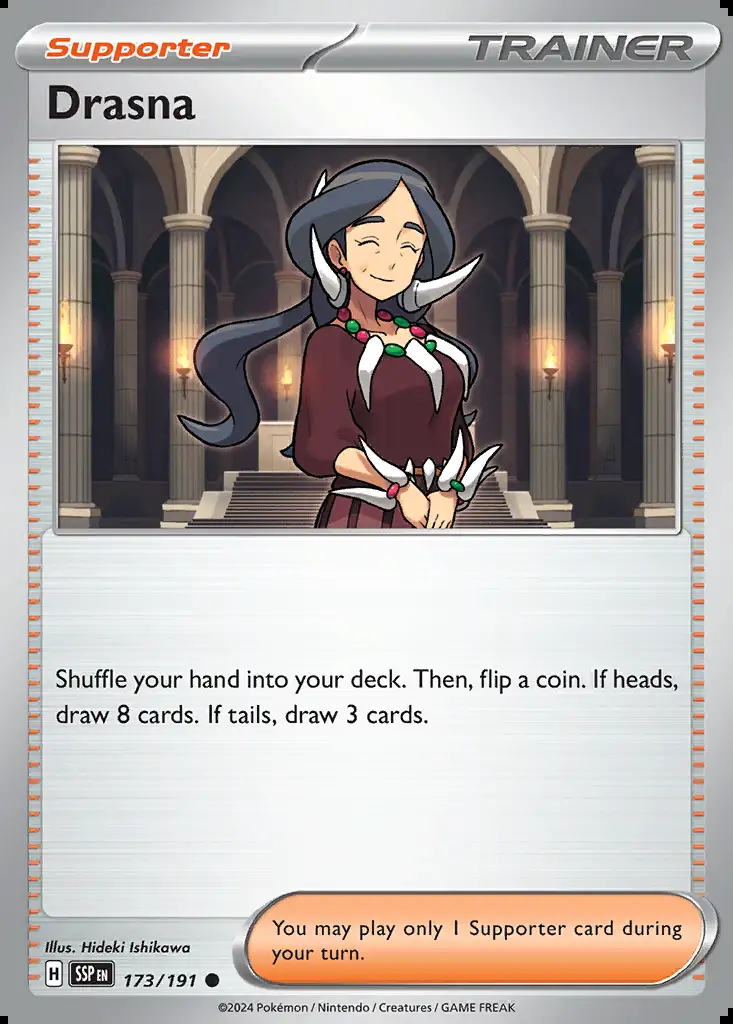 Supporter
TRAINER
Drasna
Shuffle your hand into your deck. Then, flip a coin. If heads,
draw 8 cards. If tails, draw 3 cards.
You may play only 1 Supporter card during
your turn.
Illus. Hideki Ishikawa
H SSP EN 173/191
©2024 Pokémon / Nintendo / Creatures / GAME FREAK